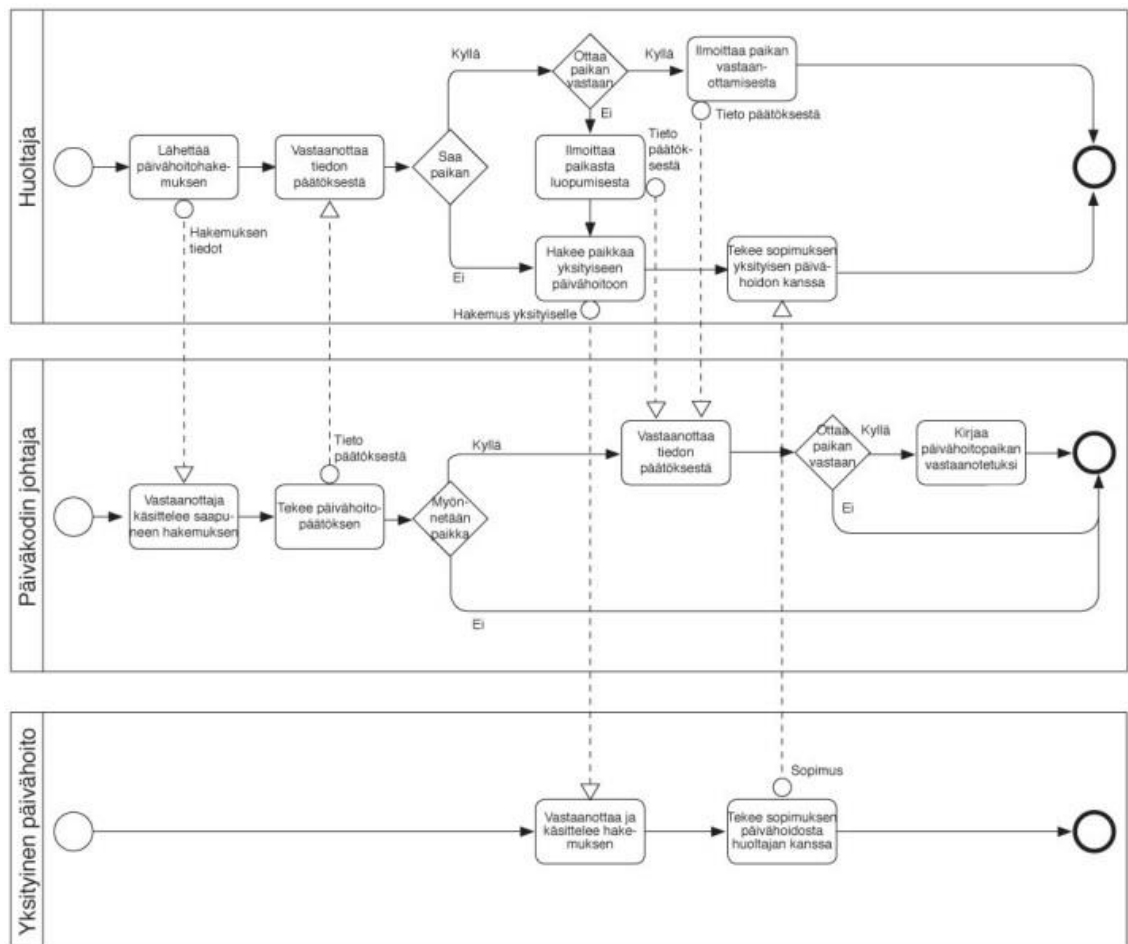 Huoltaja
Kyllä
Ottaa
paikan
vastaan
Kyllä
Ilmoittaa paikan
vastaan-
ottamisesta
Ei
Tieto päätöksestä
Lähettää
päivähoitohake-
muksen
Vastaanottaa
tiedon
päätöksestä
Saa
paikan
Ilmoittaa
paikasta
luopumisesta
Tieto
päätök-
sestä
Hakemuksen
tiedot
Ei
Hakee paikkaa
yksityiseen
päivähoitoon
Tekee sopimuksen
yksityisen päivä-
hoidon kanssa
Hakemus yksityiselle
Päiväkodin johtaja
Tieto
päätöksestä
Kyllä
Vastaanottaa
tiedon
päätöksestä
Ottaa
paikan
vastaan
Kyllä
Kirjaa
päivähoitopaikan
vastaanotetuksi
Vastaanottaja
käsittelee saapu-
neen hakemuksen
Tekee päivähoito-
päätöksen
Myön-
netään
paikka
Ei
Ei
Yksityinen päivähoito
Sopimus
Vastaanottaa ja
käsittelee hake-
muksen
Tekee sopimuksen
päivähoidosta
huoltajan kanssa